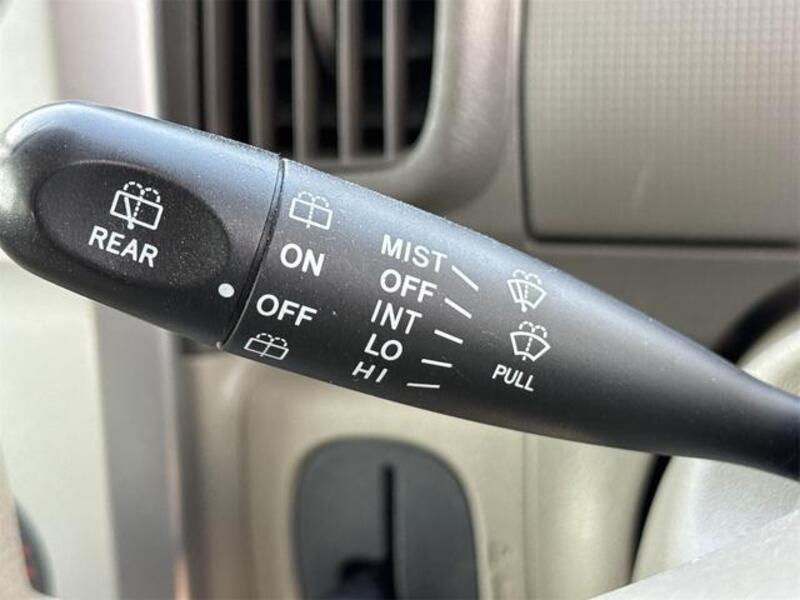 REAR
ON
OFF
MIST
OFF
INT
LO
HI
PULL